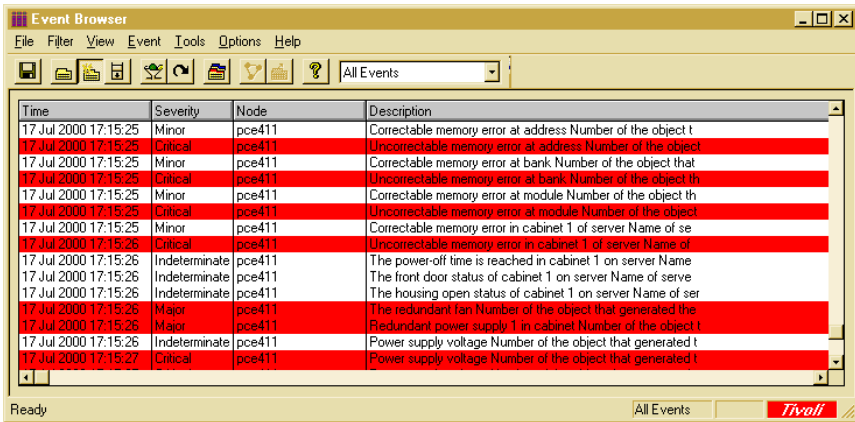 Event Browser
File Filter View Event Tools Options Help
All Events
Time Severity Node Description
17 Jul 2000 17:15:25 Minor pce411 Correctable memory error at address Number of the object t
17 Jul 2000 17:15:25 Critical pce411 Uncorrectable memory error at address Number of the object
17 Jul 2000 17:15:25 Minor pce411 Correctable memory error at bank Number of the object that
17 Jul 2000 17:15:25 Critical pce411 Uncorrectable memory error at bank Number of the object th
17 Jul 2000 17:15:25 Minor pce411 Correctable memory error at module Number of the object th
17 Jul 2000 17:15:25 Critical pce411 Uncorrectable memory error at module Number of the object
17 Jul 2000 17:15:25 Minor pce411 Correctable memory error in cabinet 1 of server Name of se
17 Jul 2000 17:15:26 Critical pce411 Uncorrectable memory error in cabinet 1 of server Name of
17 Jul 2000 17:15:26 Indeterminate pce411 The power-off time is reached in cabinet 1 on server Name
17 Jul 2000 17:15:26 Indeterminate pce411 The front door status of cabinet 1 on server Name of serve
17 Jul 2000 17:15:26 Indeterminate pce411 The housing open status of cabinet 1 on server Name of ser
17 Jul 2000 17:15:26 Major pce411 The redundant fan Number of the object that generated the
17 Jul 2000 17:15:26 Major pce411 Redundant power supply 1 in cabinet Number of the object t
17 Jul 2000 17:15:26 Indeterminate pce411 Power supply voltage Number of the object that generated t
17 Jul 2000 17:15:27 Critical pce411 Power supply voltage Number of the object that generated t
Ready All Events Tivoli